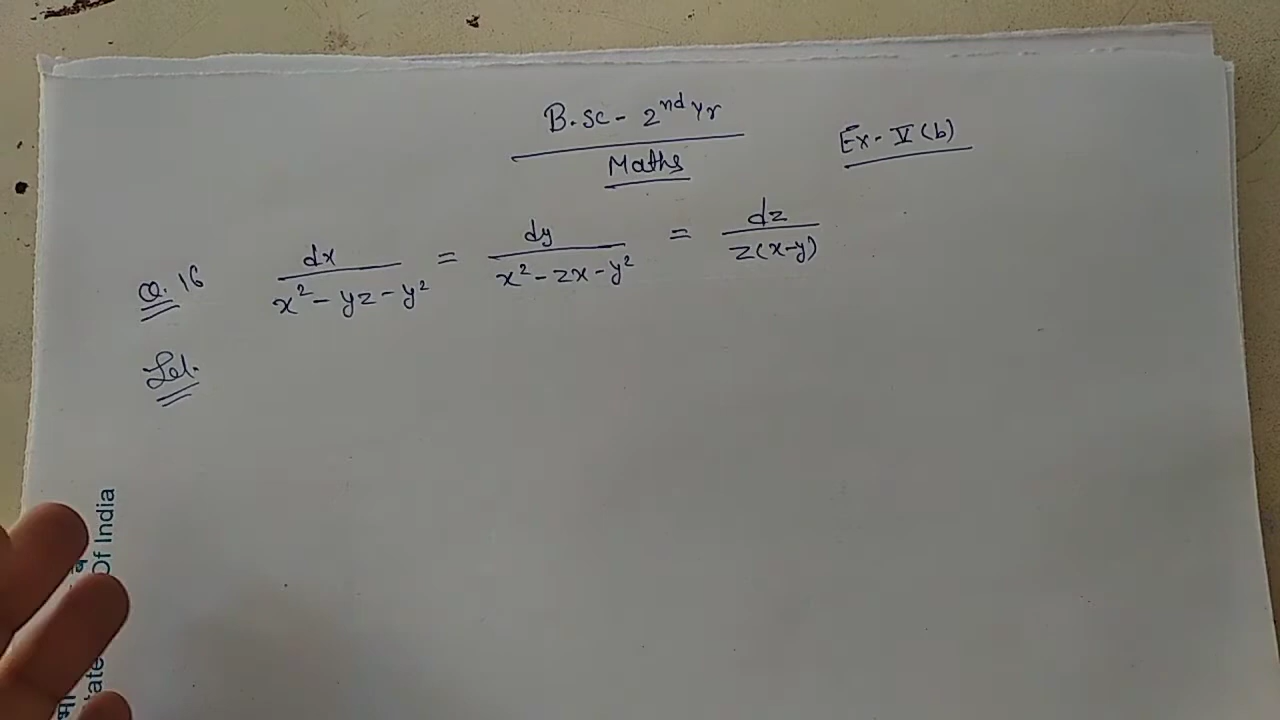 B.SC - 2nd Yr
Maths
Ex - V(b)
Q. 16 dx/(x² - yz - y²) = dy/(x² - zx - y²) = dz/(z(x-y))
Sol.
Of India